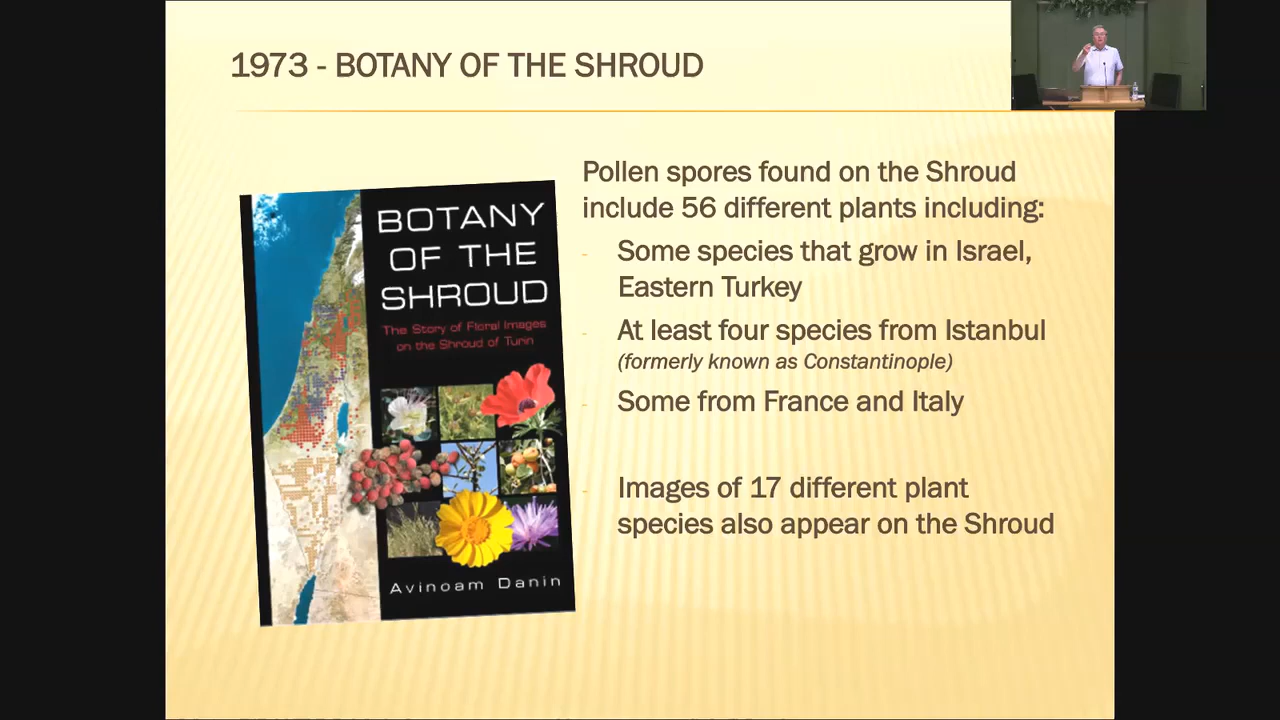 1973 - BOTANY OF THE SHROUD
BOTANY
OF THE
SHROUD
The Story of Floral Images
on the Shroud of Turin
Avinoam Danin
Pollen spores found on the Shroud
include 56 different plants including:
- Some species that grow in Israel,
Eastern Turkey
- At least four species from Istanbul
(formerly known as Constantinople)
- Some from France and Italy
- Images of 17 different plant
species also appear on the Shroud